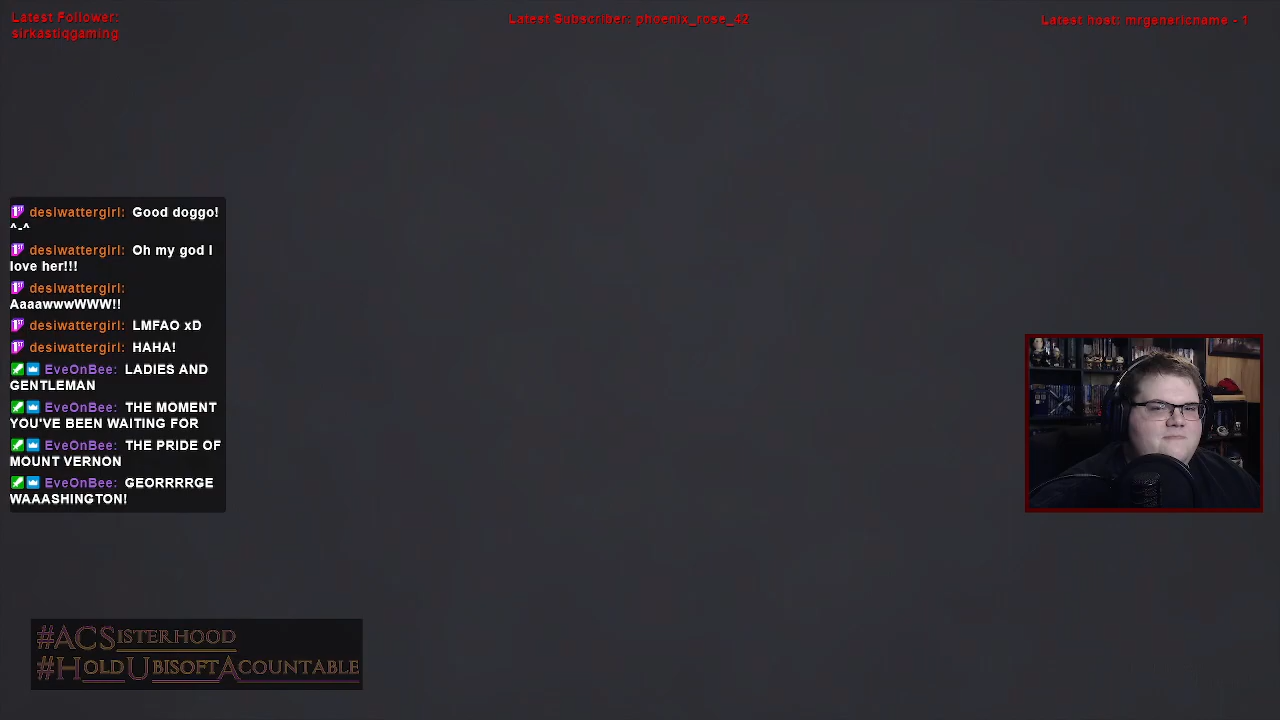 Latest Follower:
sirkastiqgaming
Latest Subscriber: phoenix_rose_42
Latest host: mrgenericname - 1
desiwattergirl: Good doggo!
^-^
desiwattergirl: Oh my god I
love her!!!
desiwattergirl:
AaaawwwWWW!!
desiwattergirl: LMFAO xD
desiwattergirl: HAHA!
EveOnBee: LADIES AND
GENTLEMAN
EveOnBee: THE MOMENT
YOU'VE BEEN WAITING FOR
EveOnBee: THE PRIDE OF
MOUNT VERNON
EveOnBee: GEORRRRGE
WAAASHINGTON!
#ACSisterhood
#HoldUbisoftAcountable